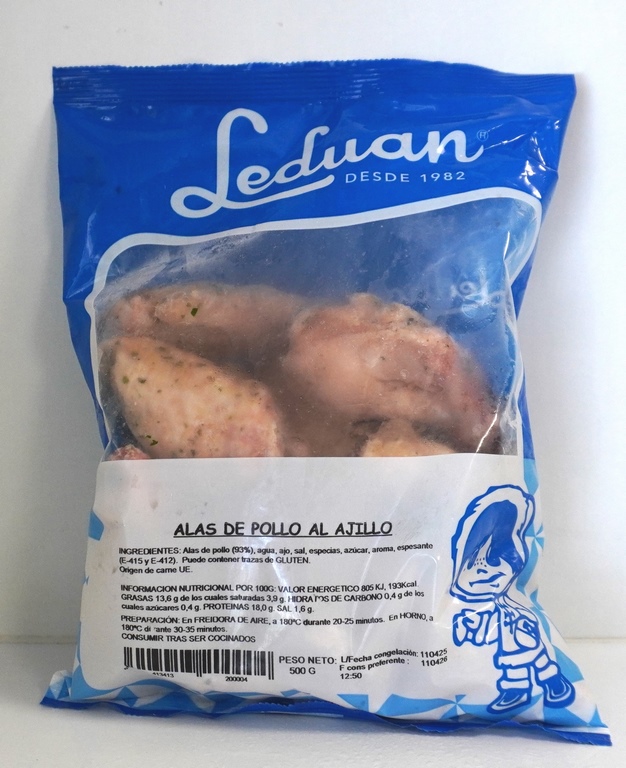 Leduan®
DESDE 1982
ALAS DE POLLO AL AJILLO
INGREDIENTES: Alas de pollo (93%), agua, ajo, sal, especias, azúcar, aroma, espesante
(E-415 y E-412). Puede contener trazas de GLUTEN.
Origen de carne UE.
INFORMACION NUTRICIONAL POR 100G: VALOR ENERGETICO 805 KJ, 193Kcal.
GRASAS 13,6 g de los cuales saturadas 3,9 g. DE CARBONO 0,4 g de los
cuales azúcares 0,4 g. PROTEINAS 18,0 g. SAL 1,6 g.
PREPARACIÓN: En FREIDORA DE AIRE, a 180ºC durante 20-25 minutos. En HORNO, a
180ºC 30-35 minutos.
CONSUMIR TRAS SER COCINADOS
PESO NETO: L/Fecha congelación: 110425
500 G F cons preferente : 110426
12:50
413413 200004